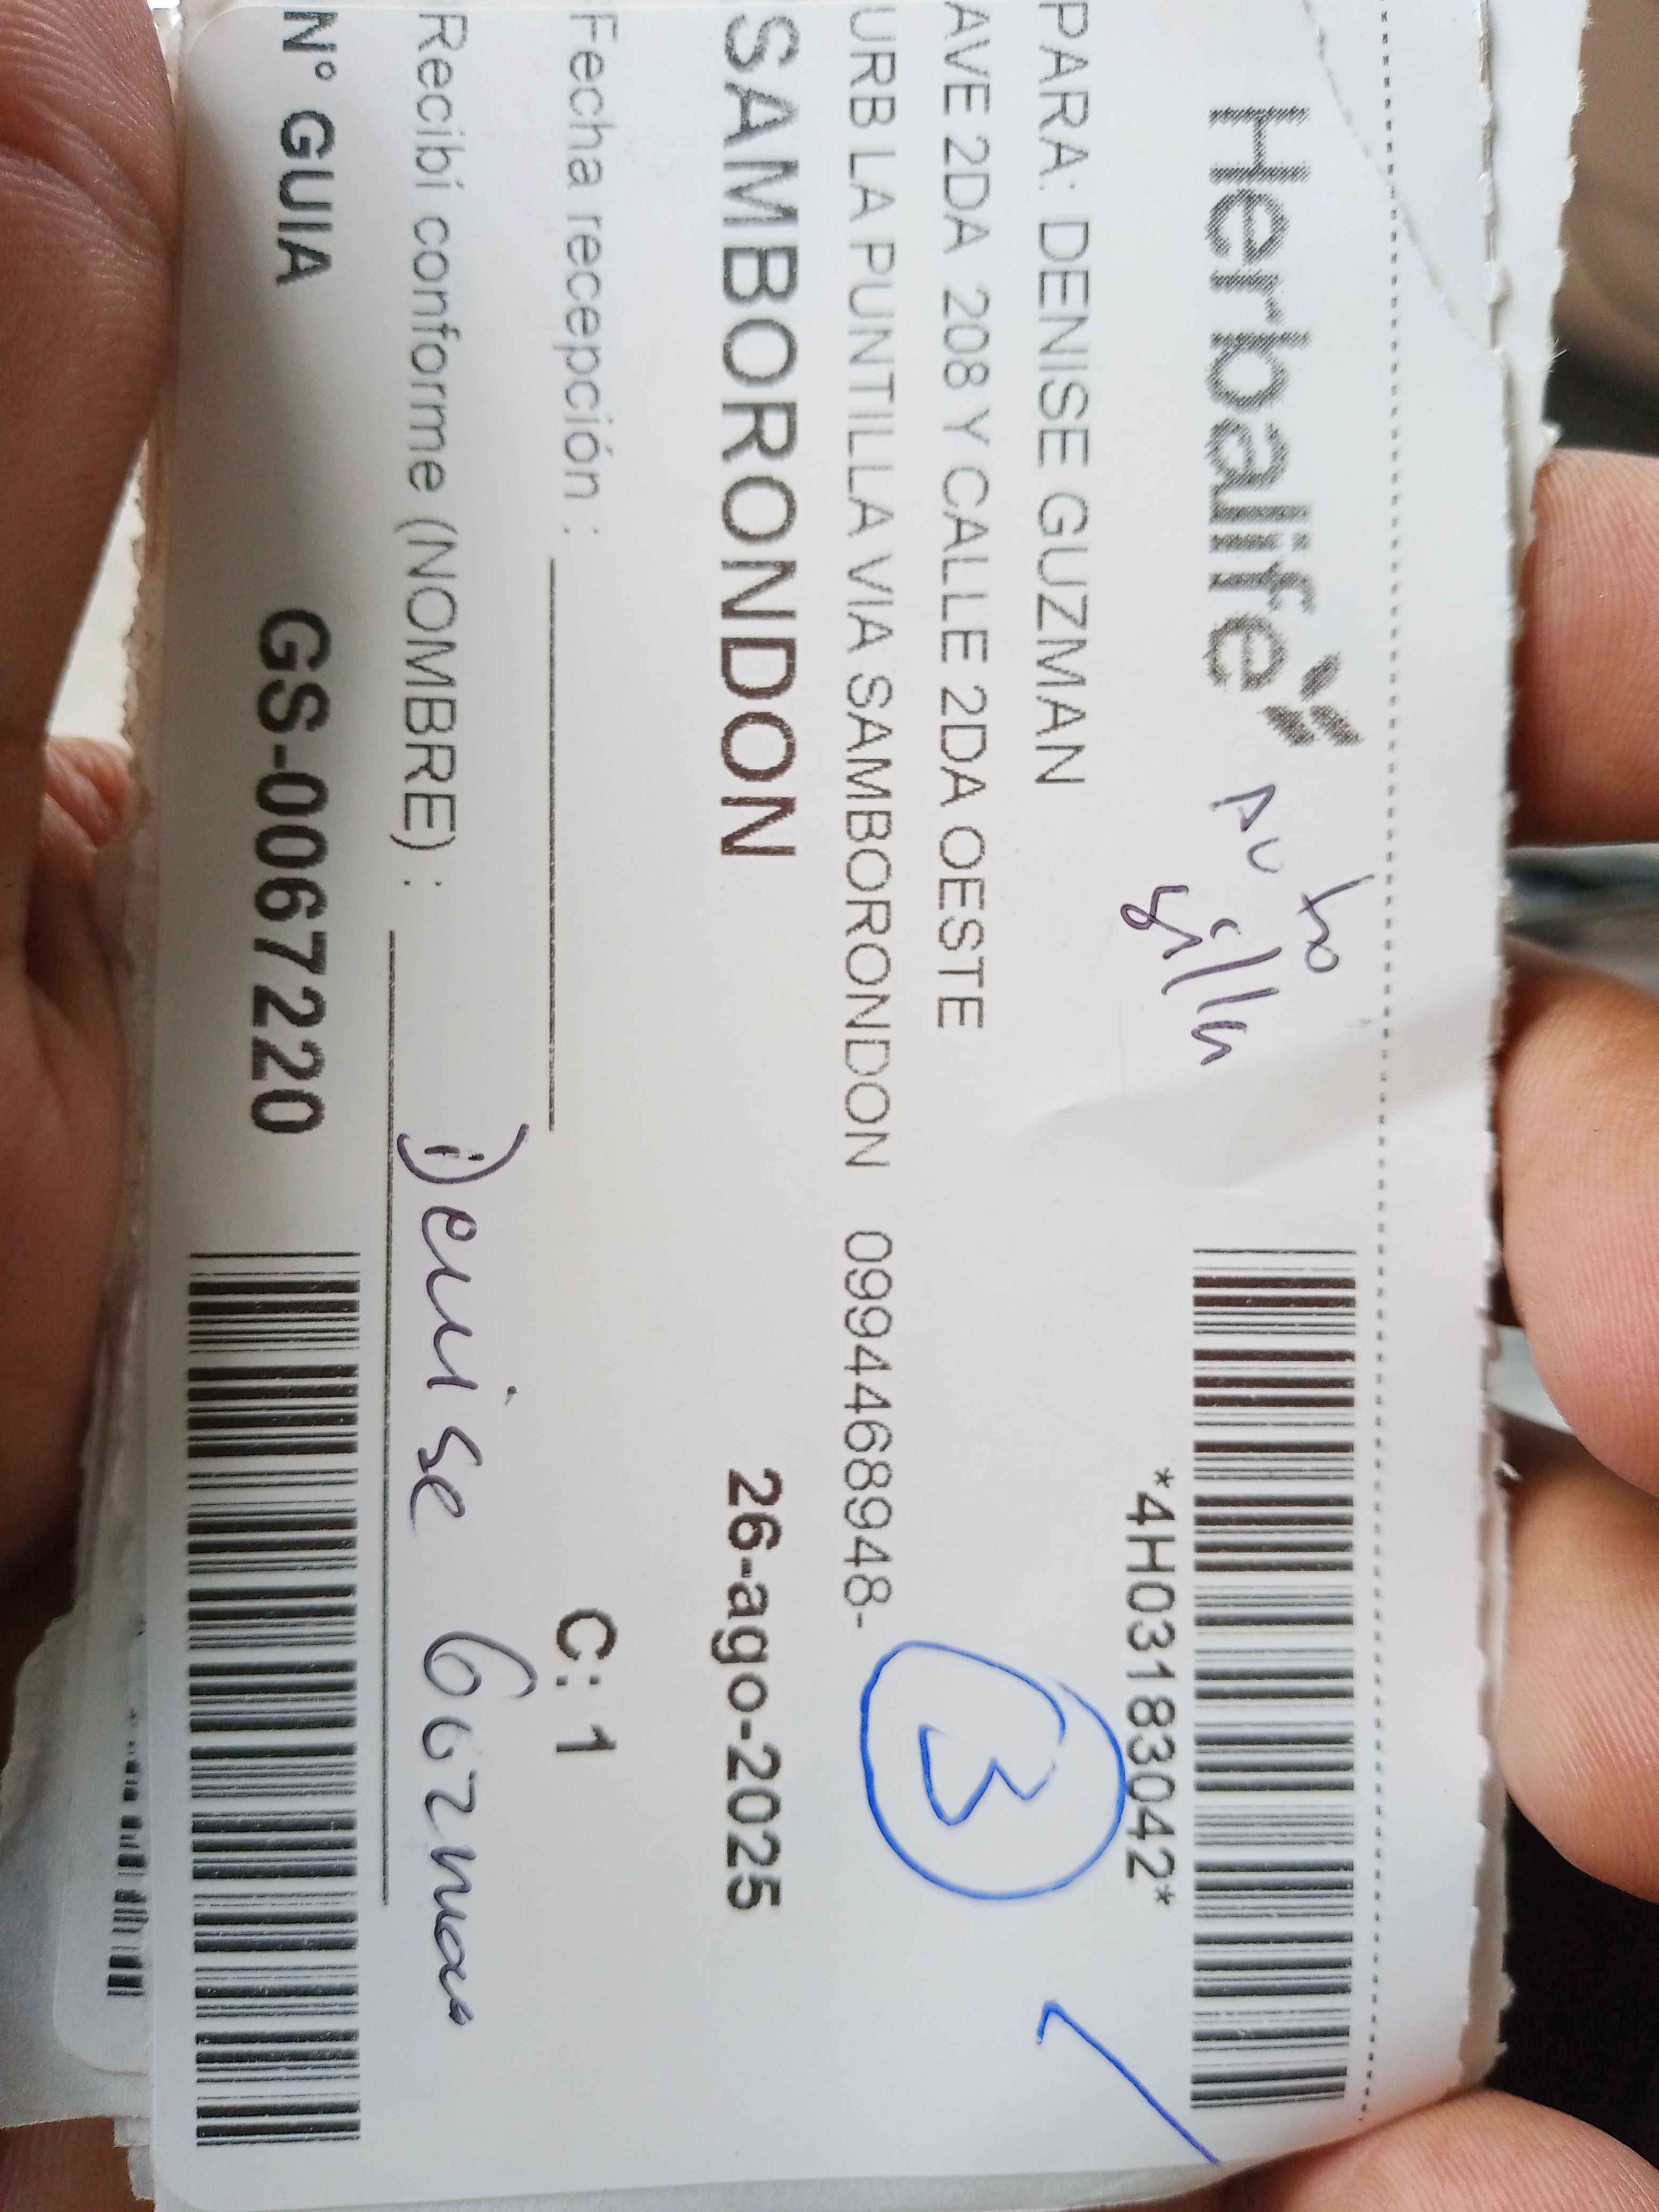 Herbalife
*4H03183042*
PARA: DENISE GUZMAN
AVE 2DA 208 Y CALLE 2DA OESTE
3
URB LA PUNTILLA VIA SAMBORONDON 0994468948-
SAMBORONDON 26-ago-2025
Fecha recepción : C: 1
Recibí conforme (NOMBRE) : Denise Guzman
N° GUIA GS-00677220